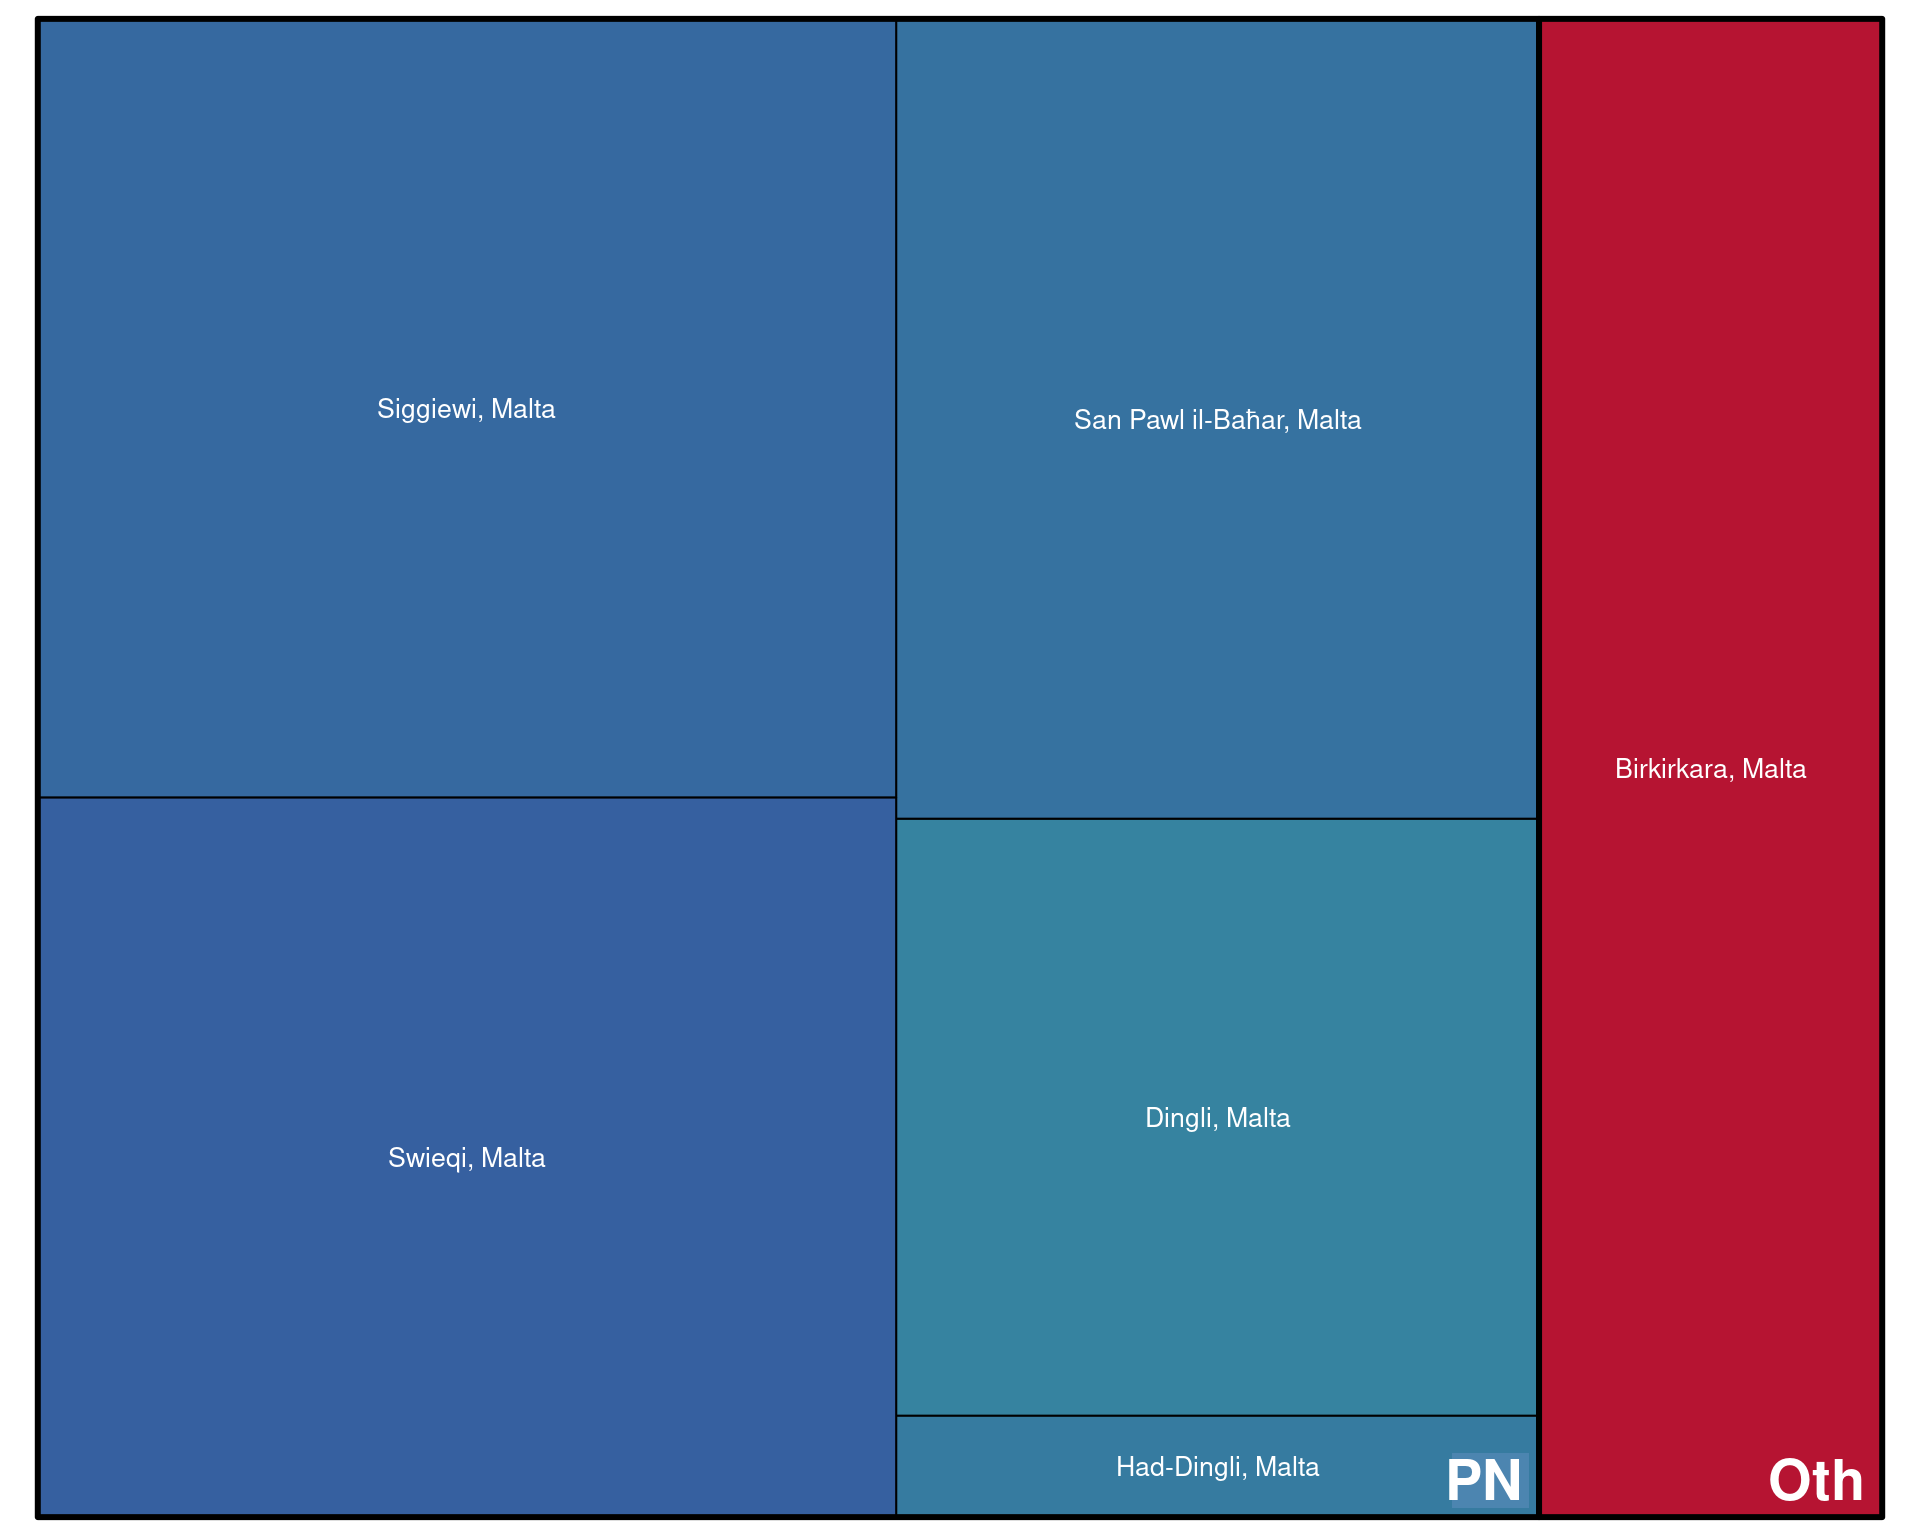 Siggiewi, Malta
San Pawl il-Baħar, Malta
Birkirkara, Malta
Dingli, Malta
Swieqi, Malta
Had-Dingli, Malta
PN
Oth